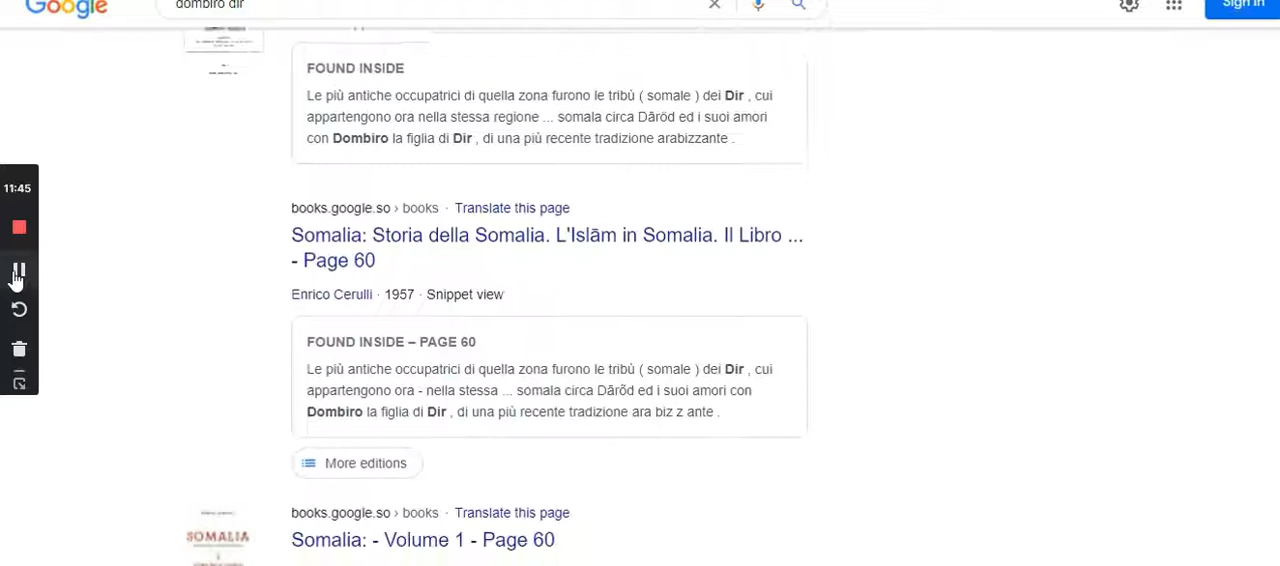 Google
dombiro dir
Sign in
FOUND INSIDE
Le più antiche occupatrici di quella zona furono le tribù ( somale ) dei Dir , cui
appartengono ora nella stessa regione ... somala circa Dāröd ed i suoi amori
con Dombiro la figlia di Dir , di una più recente tradizione arabizzante .
11:45
books.google.so › books · Translate this page
Somalia: Storia della Somalia. L'Islām in Somalia. Il Libro ...
- Page 60
Enrico Cerulli · 1957 · Snippet view
FOUND INSIDE – PAGE 60
Le più antiche occupatrici di quella zona furono le tribù ( somale ) dei Dir , cui
appartengono ora - nella stessa ... somala circa Dārõd ed i suoi amori con
Dombiro la figlia di Dir , di una più recente tradizione ara biz z ante .
More editions
books.google.so › books · Translate this page
SOMALIA
Somalia: - Volume 1 - Page 60